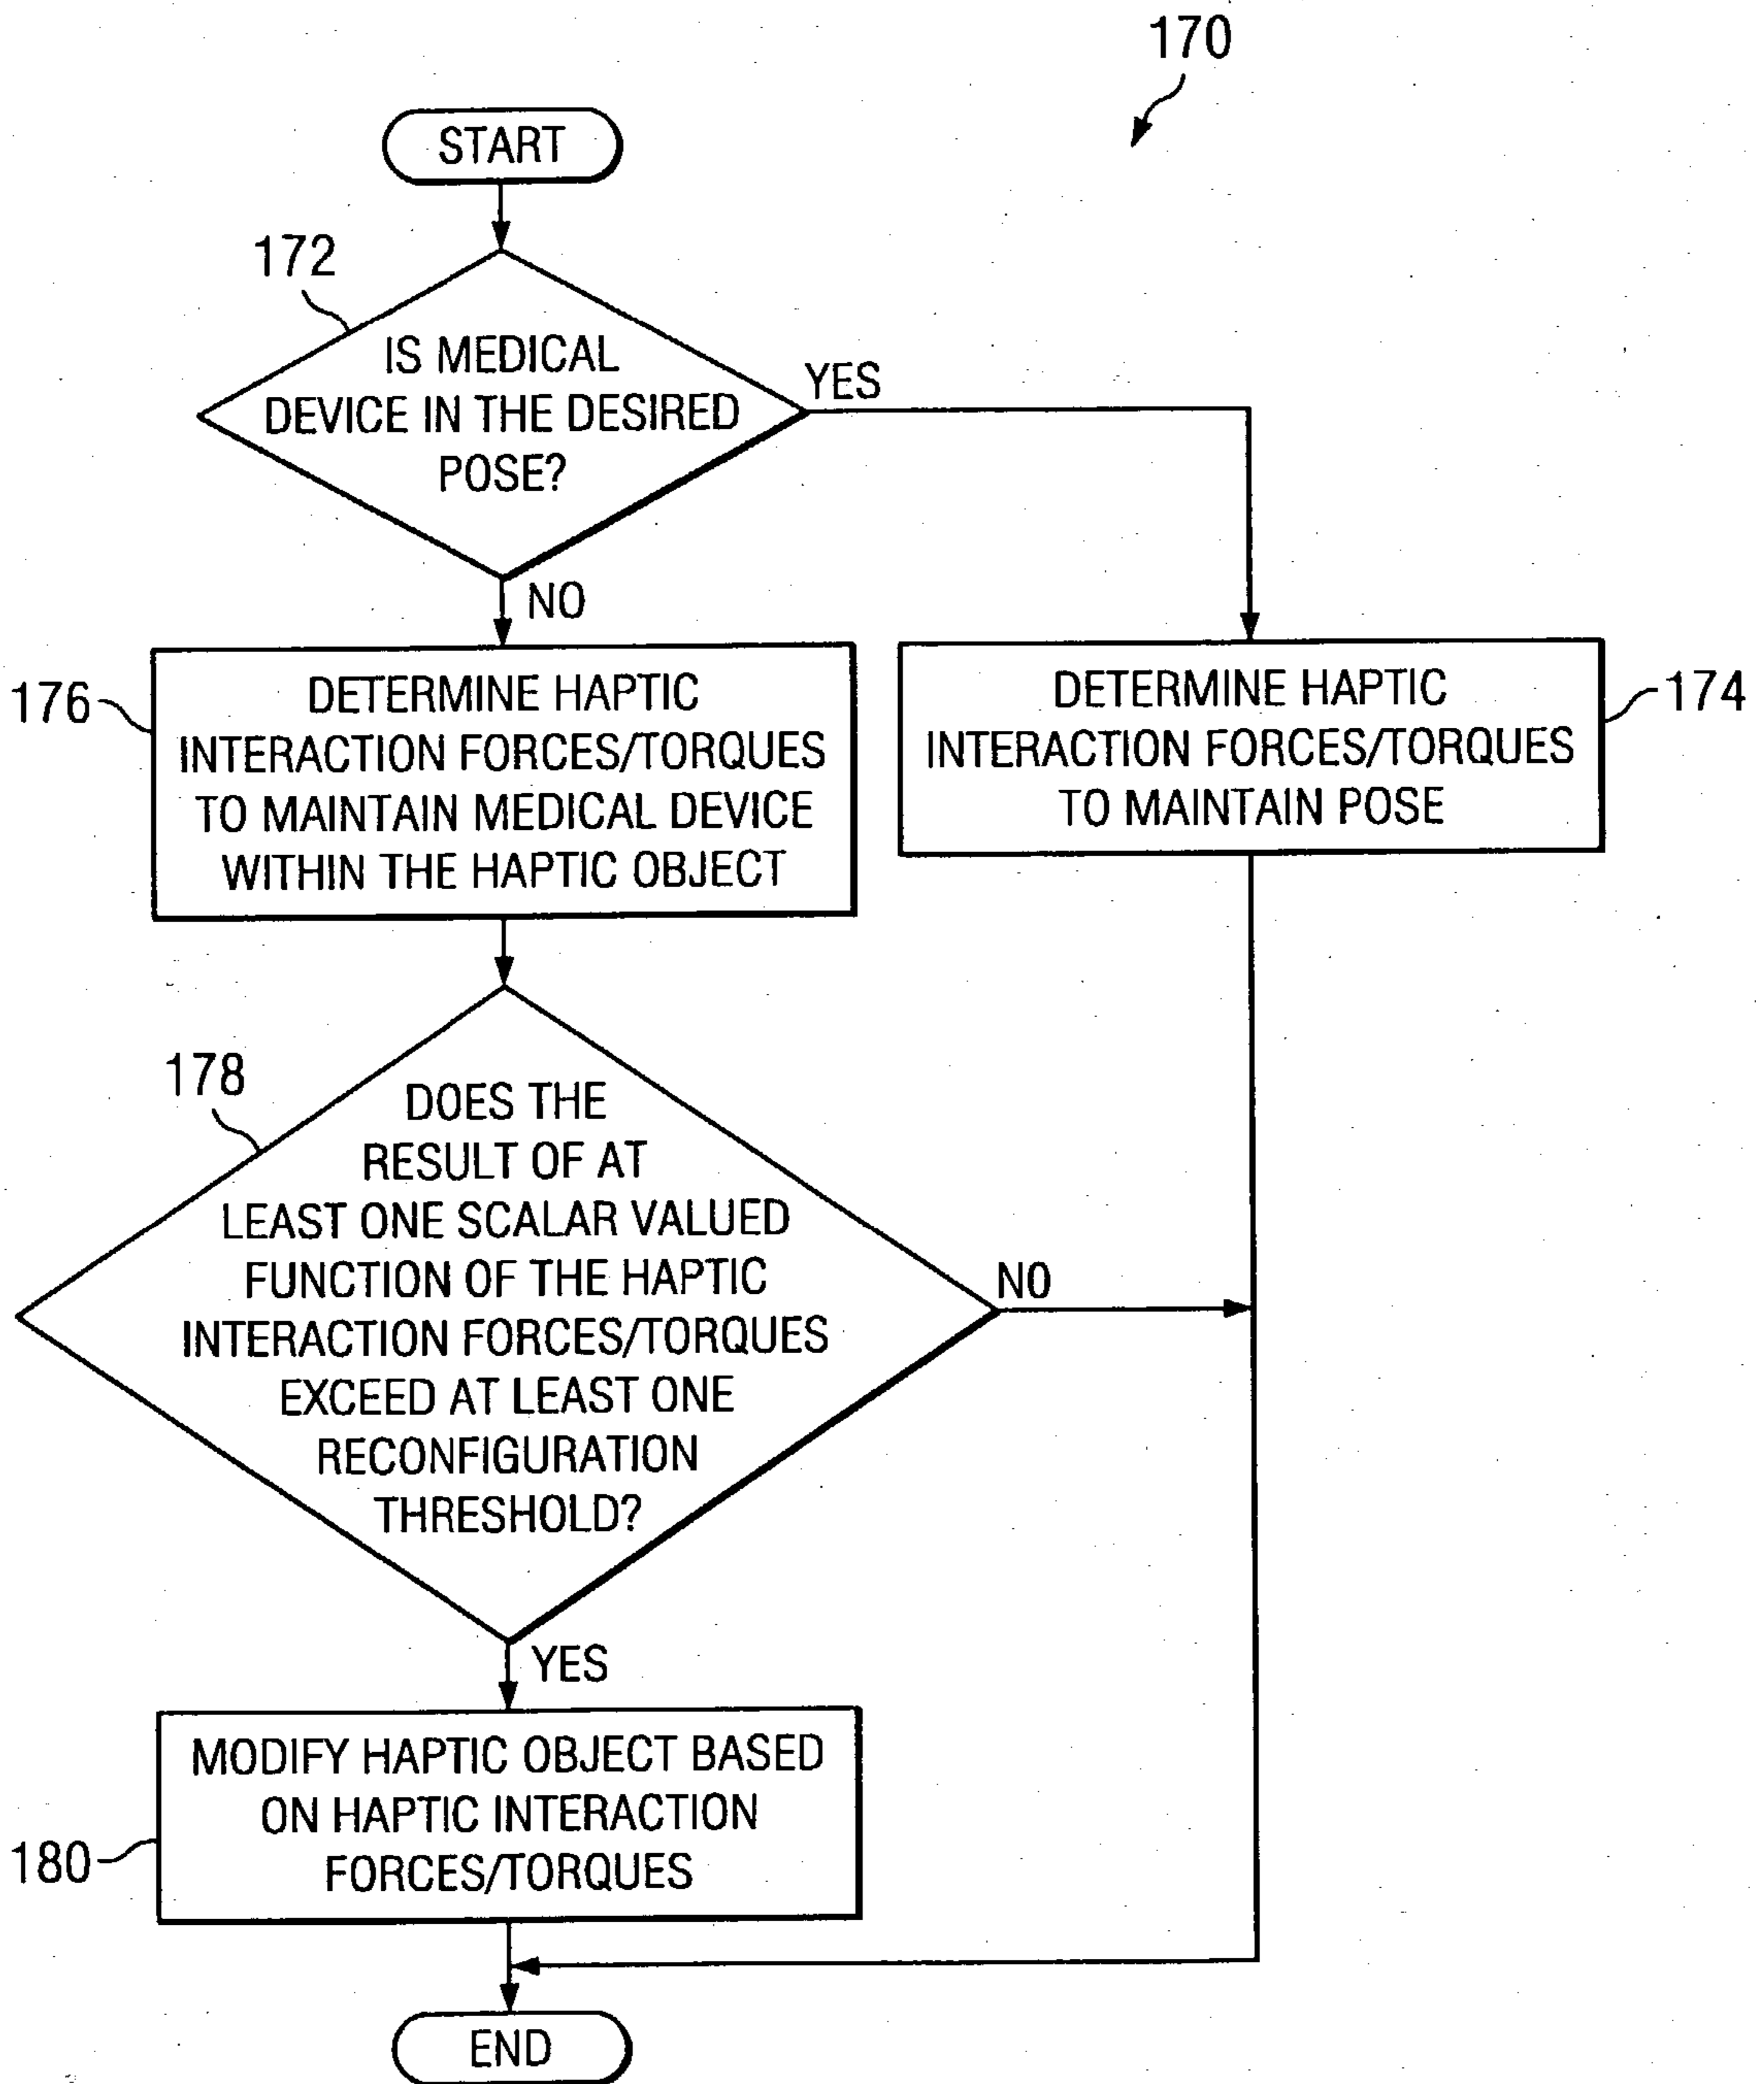 170
START
172
IS MEDICAL
DEVICE IN THE DESIRED
POSE?
YES
NO
176
DETERMINE HAPTIC
INTERACTION FORCES/TORQUES
TO MAINTAIN MEDICAL DEVICE
WITHIN THE HAPTIC OBJECT
DETERMINE HAPTIC
INTERACTION FORCES/TORQUES
TO MAINTAIN POSE
174
178
DOES THE
RESULT OF AT
LEAST ONE SCALAR VALUED
FUNCTION OF THE HAPTIC
INTERACTION FORCES/TORQUES
EXCEED AT LEAST ONE
RECONFIGURATION
THRESHOLD?
NO
YES
MODIFY HAPTIC OBJECT BASED
ON HAPTIC INTERACTION
FORCES/TORQUES
180
END